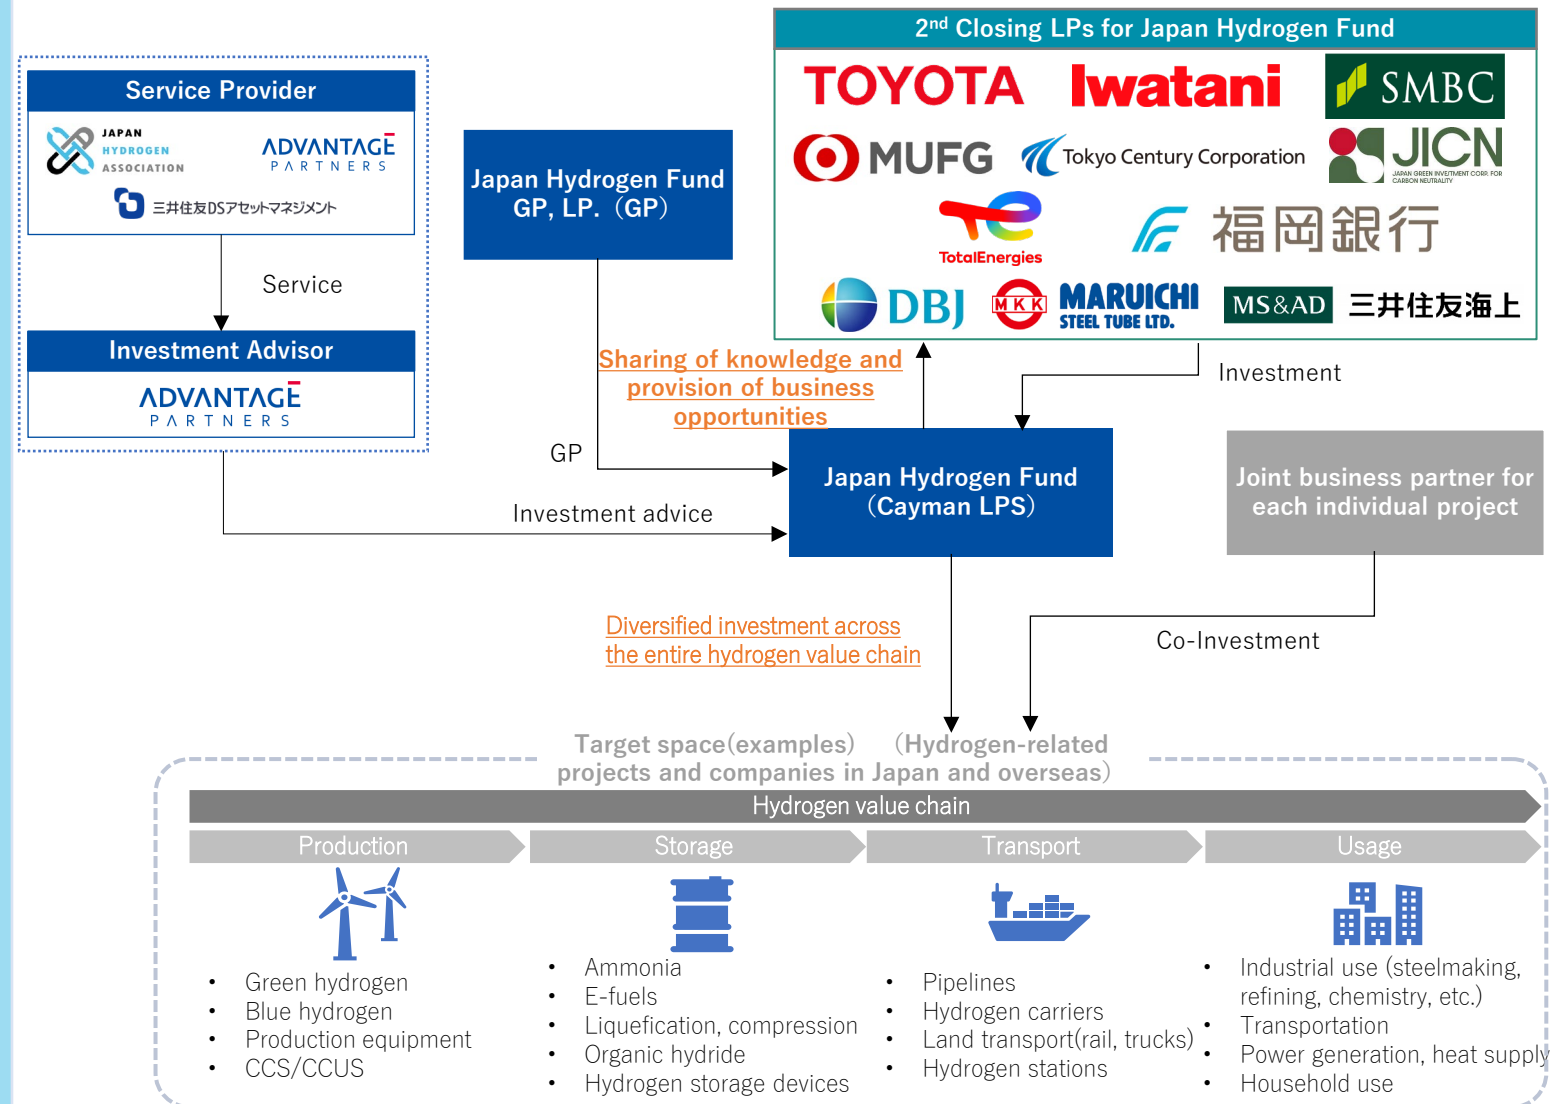 2nd Closing LPs for Japan Hydrogen Fund
TOYOTA
Iwatani
SMBC
MUFG
Tokyo Century Corporation
JICN
JAPAN GREEN INVESTMENT CORP. FOR
CARBON NEUTRALITY
TotalEnergies
福岡銀行
DBJ
MKK
MARUICHI
STEEL TUBE LTD.
MS&AD
三井住友海上
Service Provider
JAPAN
HYDROGEN
ASSOCIATION
ADVANTAGE
PARTNERS
三井住友DSアセットマネジメント
Service
Investment Advisor
ADVANTAGE
PARTNERS
Japan Hydrogen Fund
GP, LP.（GP）
Sharing of knowledge and
provision of business
opportunities
Investment
GP
Investment advice
Japan Hydrogen Fund
（Cayman LPS）
Joint business partner for
each individual project
Diversified investment across
the entire hydrogen value chain
Co-Investment
Target space(examples) （Hydrogen-related
projects and companies in Japan and overseas）
Hydrogen value chain
Production
Storage
Transport
Usage
• Green hydrogen
• Blue hydrogen
• Production equipment
• CCS/CCUS
• Ammonia
• E-fuels
• Liquefication, compression
• Organic hydride
• Hydrogen storage devices
• Pipelines
• Hydrogen carriers
• Land transport(rail, trucks)
• Hydrogen stations
• Industrial use (steelmaking,
refining, chemistry, etc.)
• Transportation
• Power generation, heat supply
• Household use